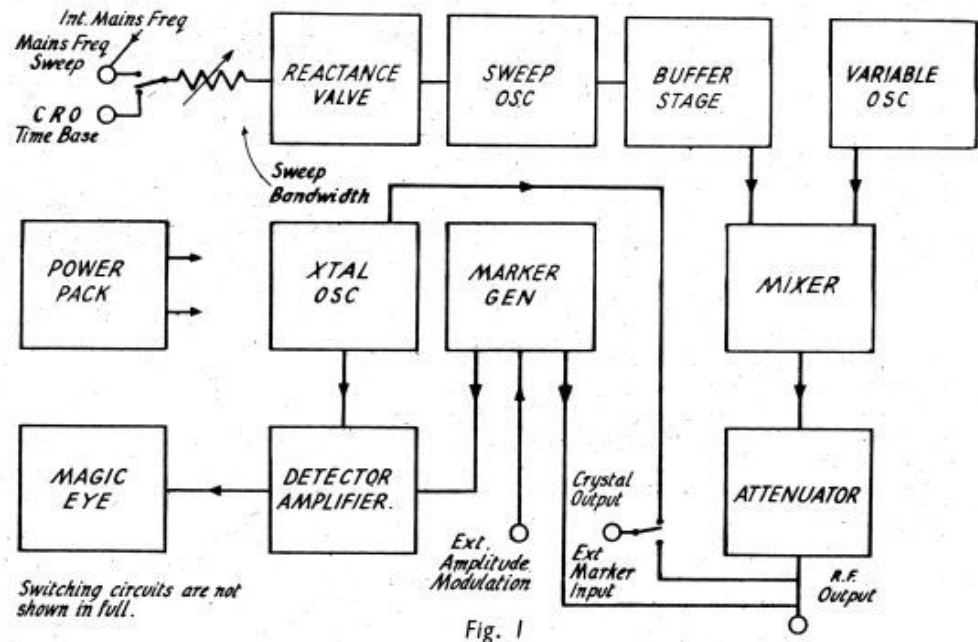 Int. Mains Freq
Mains Freq
Sweep
C R O
Time Base
REACTANCE
VALVE
SWEEP
OSC
BUFFER
STAGE
VARIABLE
OSC
Sweep
Bandwidth
POWER
PACK
XTAL
OSC
MARKER
GEN
MIXER
MAGIC
EYE
DETECTOR
AMPLIFIER.
Ext.
Amplitude
Modulation
Crystal
Output
Ext
Marker
Input
ATTENUATOR
R.F.
Output
Switching circuits are not
shown in full.
Fig. 1